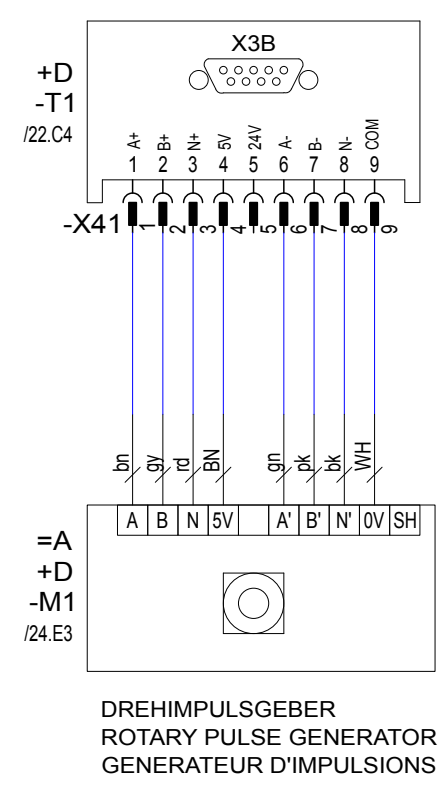 X3B
+D
-T1
/22.C4
A+ B+ N+ 5V 24V A- B- N- COM
1 2 3 4 5 6 7 8 9
-X41
1 2 3 4 5 6 7 8 9
bn gy rd BN gn pk bk WH
A B N 5V A' B' N' 0V SH
=A
+D
-M1
/24.E3
DREHIMPULSGEBER
ROTARY PULSE GENERATOR
GENERATEUR D'IMPULSIONS